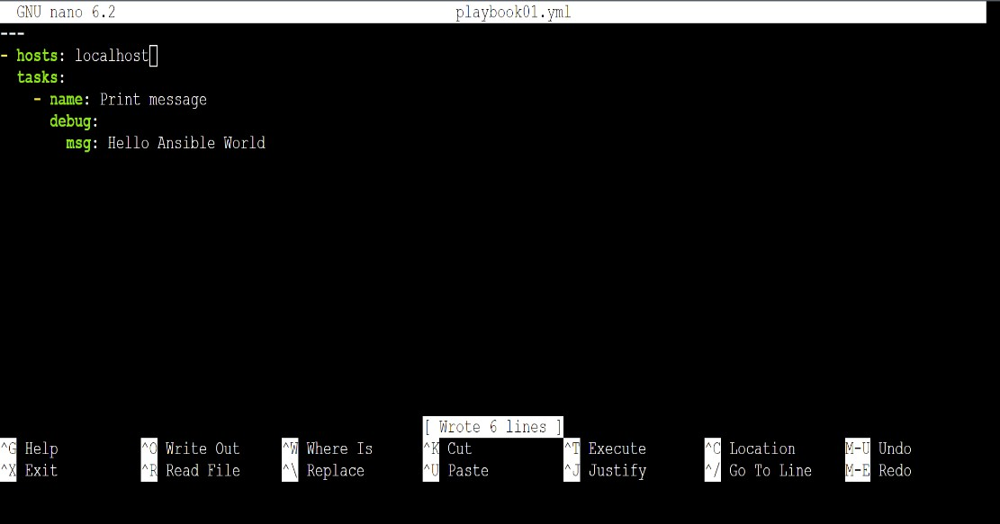 GNU nano 6.2 playbook01.yml
---
- hosts: localhost
  tasks:
    - name: Print message
      debug:
        msg: Hello Ansible World
[ Wrote 6 lines ]
^G Help ^O Write Out ^W Where Is ^K Cut ^T Execute ^C Location M-U Undo
^X Exit ^R Read File ^\ Replace ^U Paste ^J Justify ^/ Go To Line M-E Redo